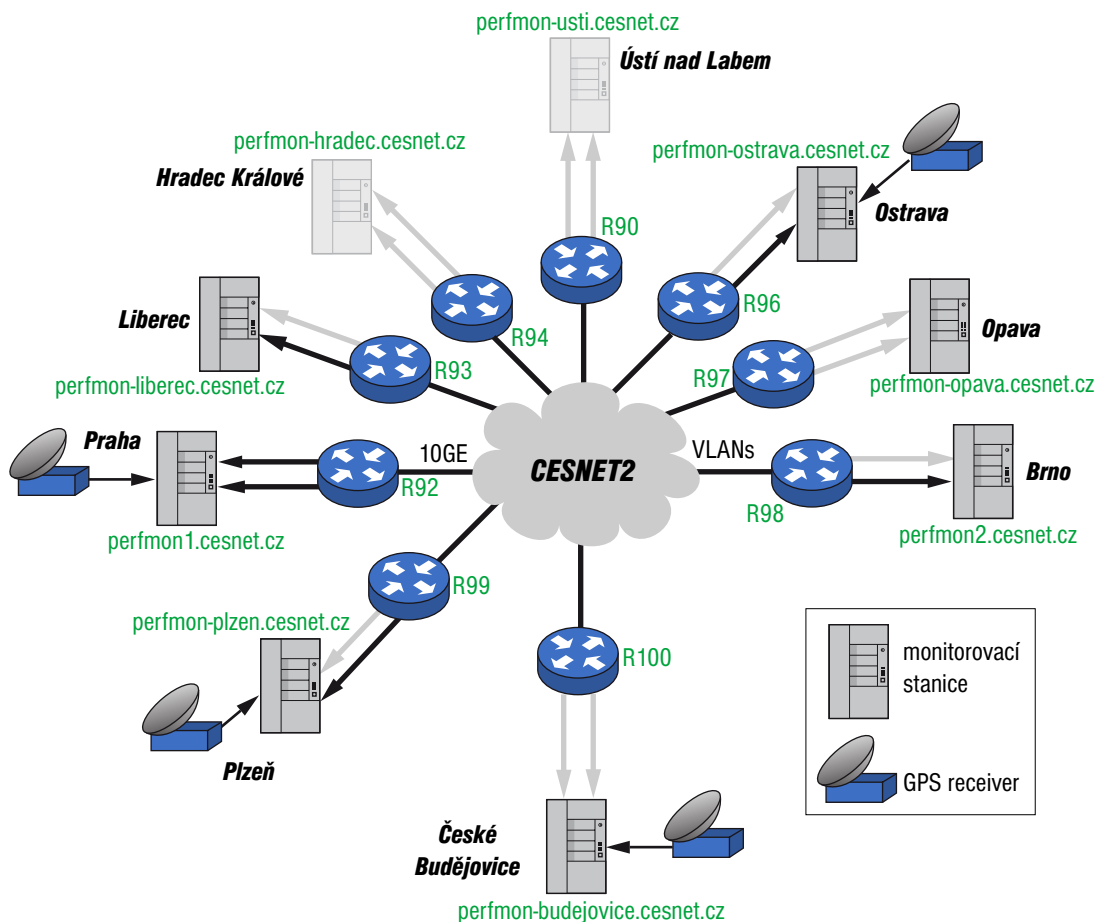 perfmon-usti.cesnet.cz
Ústí nad Labem
perfmon-hradec.cesnet.cz
Hradec Králové
perfmon-ostrava.cesnet.cz
Ostrava
R90
R94
R96
Liberec
perfmon-liberec.cesnet.cz
R93
R97
Opava
perfmon-opava.cesnet.cz
Praha
10GE
R92
perfmon1.cesnet.cz
CESNET2
VLANs
R98
Brno
perfmon2.cesnet.cz
R99
perfmon-plzen.cesnet.cz
Plzeň
R100
České
Budějovice
perfmon-budejovice.cesnet.cz
monitorovací
stanice
GPS receiver